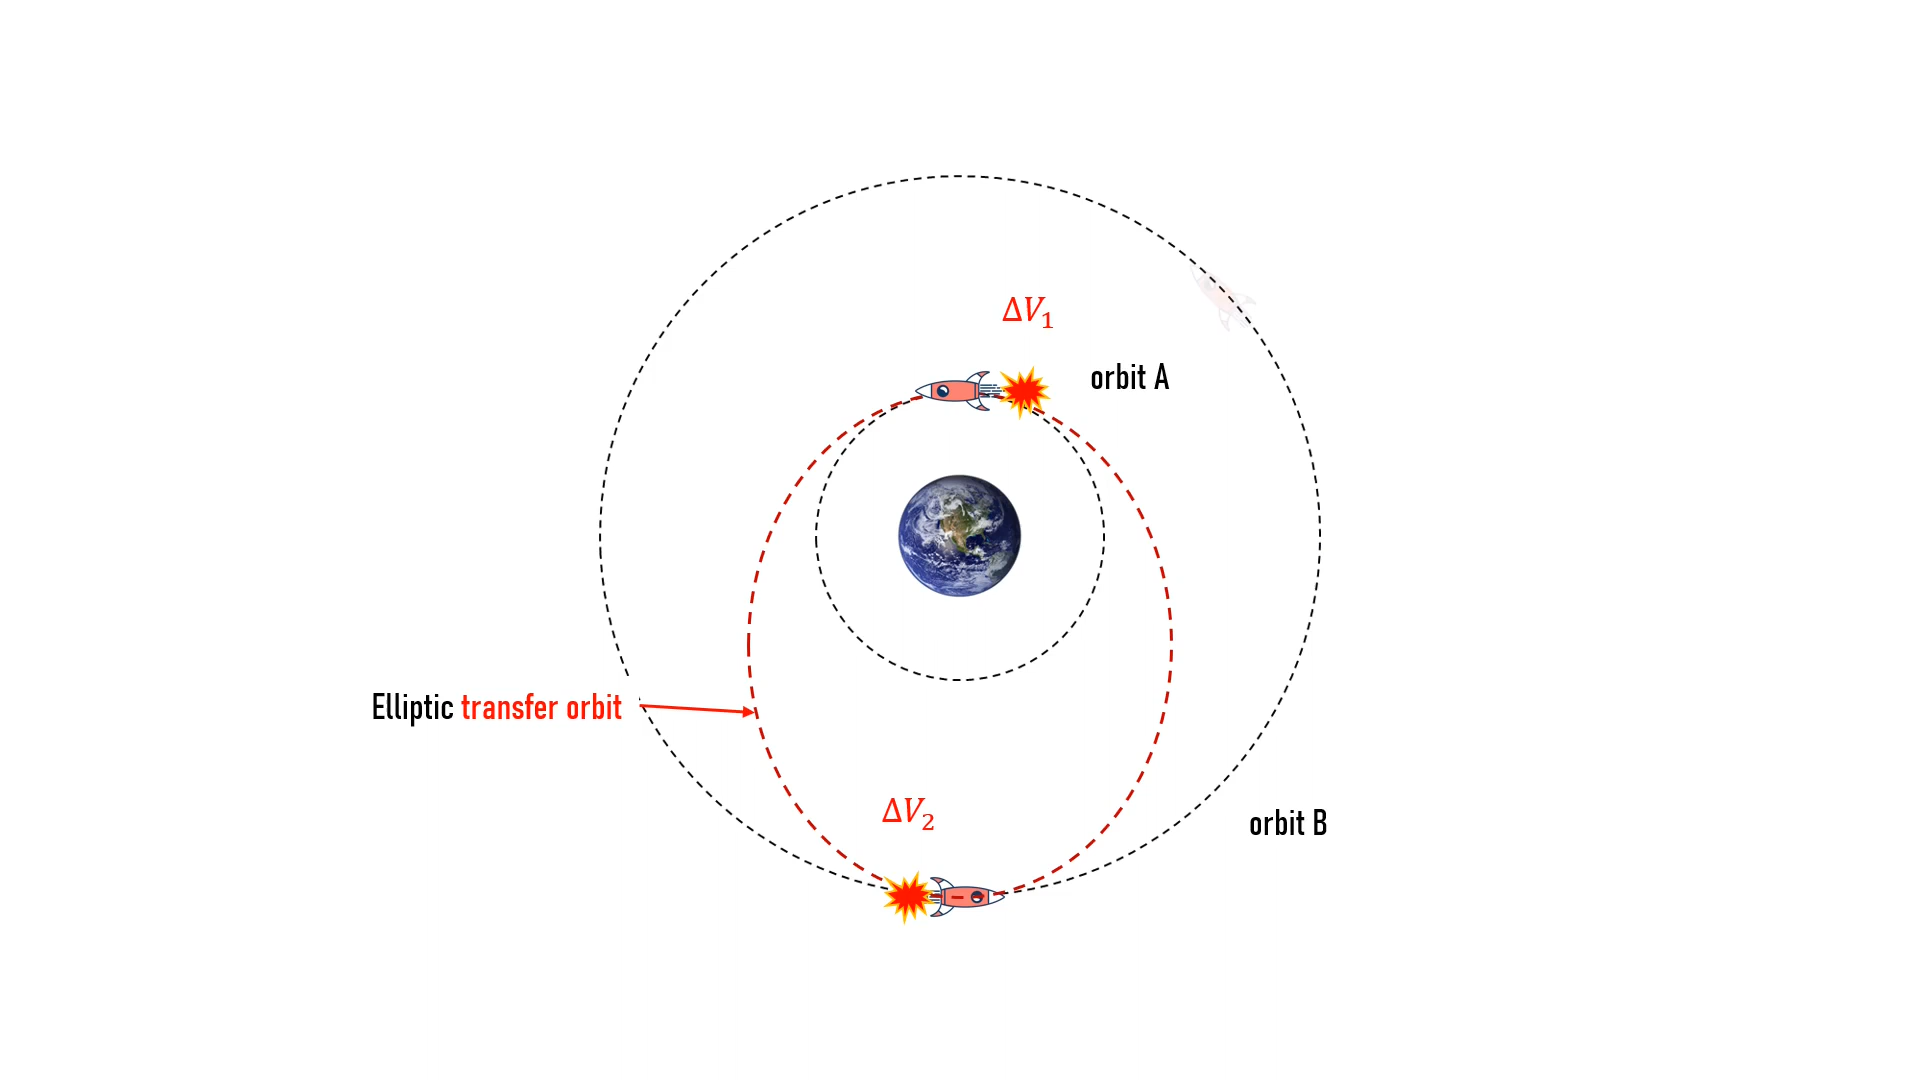 ΔV₁
orbit A
Elliptic transfer orbit
ΔV₂
orbit B